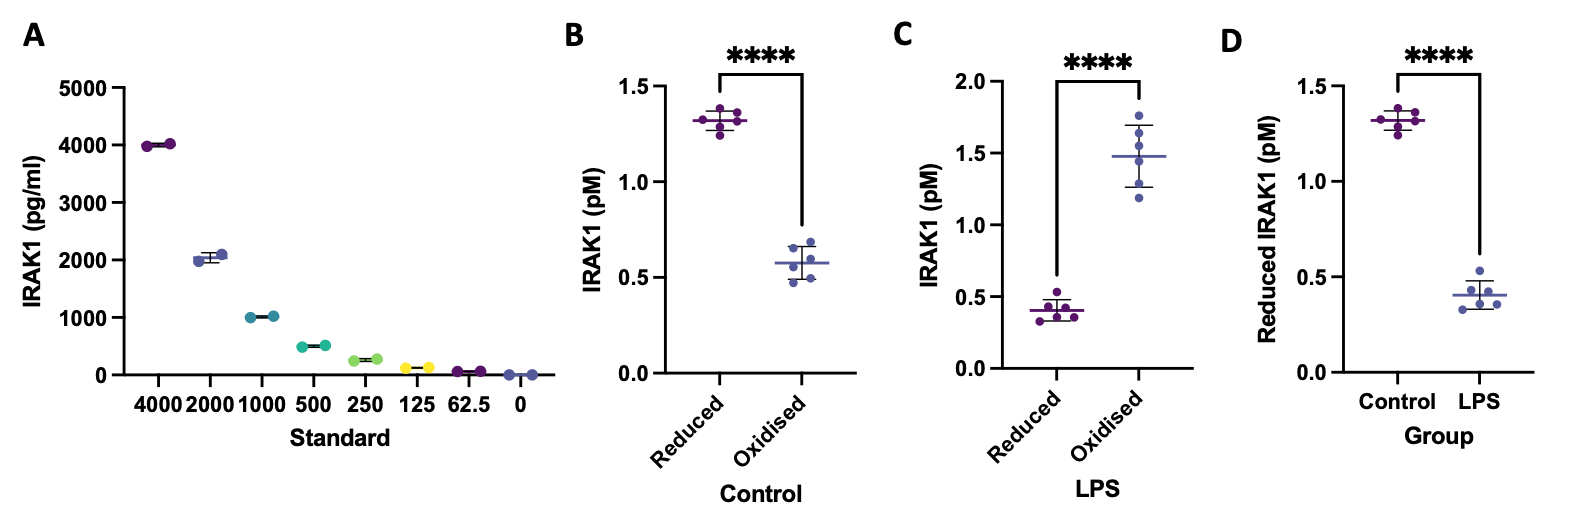 A
IRAK1 (pg/ml)
5000
4000
3000
2000
1000
0
4000 2000 1000 500 250 125 62.5 0
Standard
B
****
IRAK1 (pM)
1.5
1.0
0.5
0.0
Reduced
Oxidised
Control
C
****
IRAK1 (pM)
2.0
1.5
1.0
0.5
0.0
Reduced
Oxidised
LPS
D
****
Reduced IRAK1 (pM)
1.5
1.0
0.5
0.0
Control LPS
Group